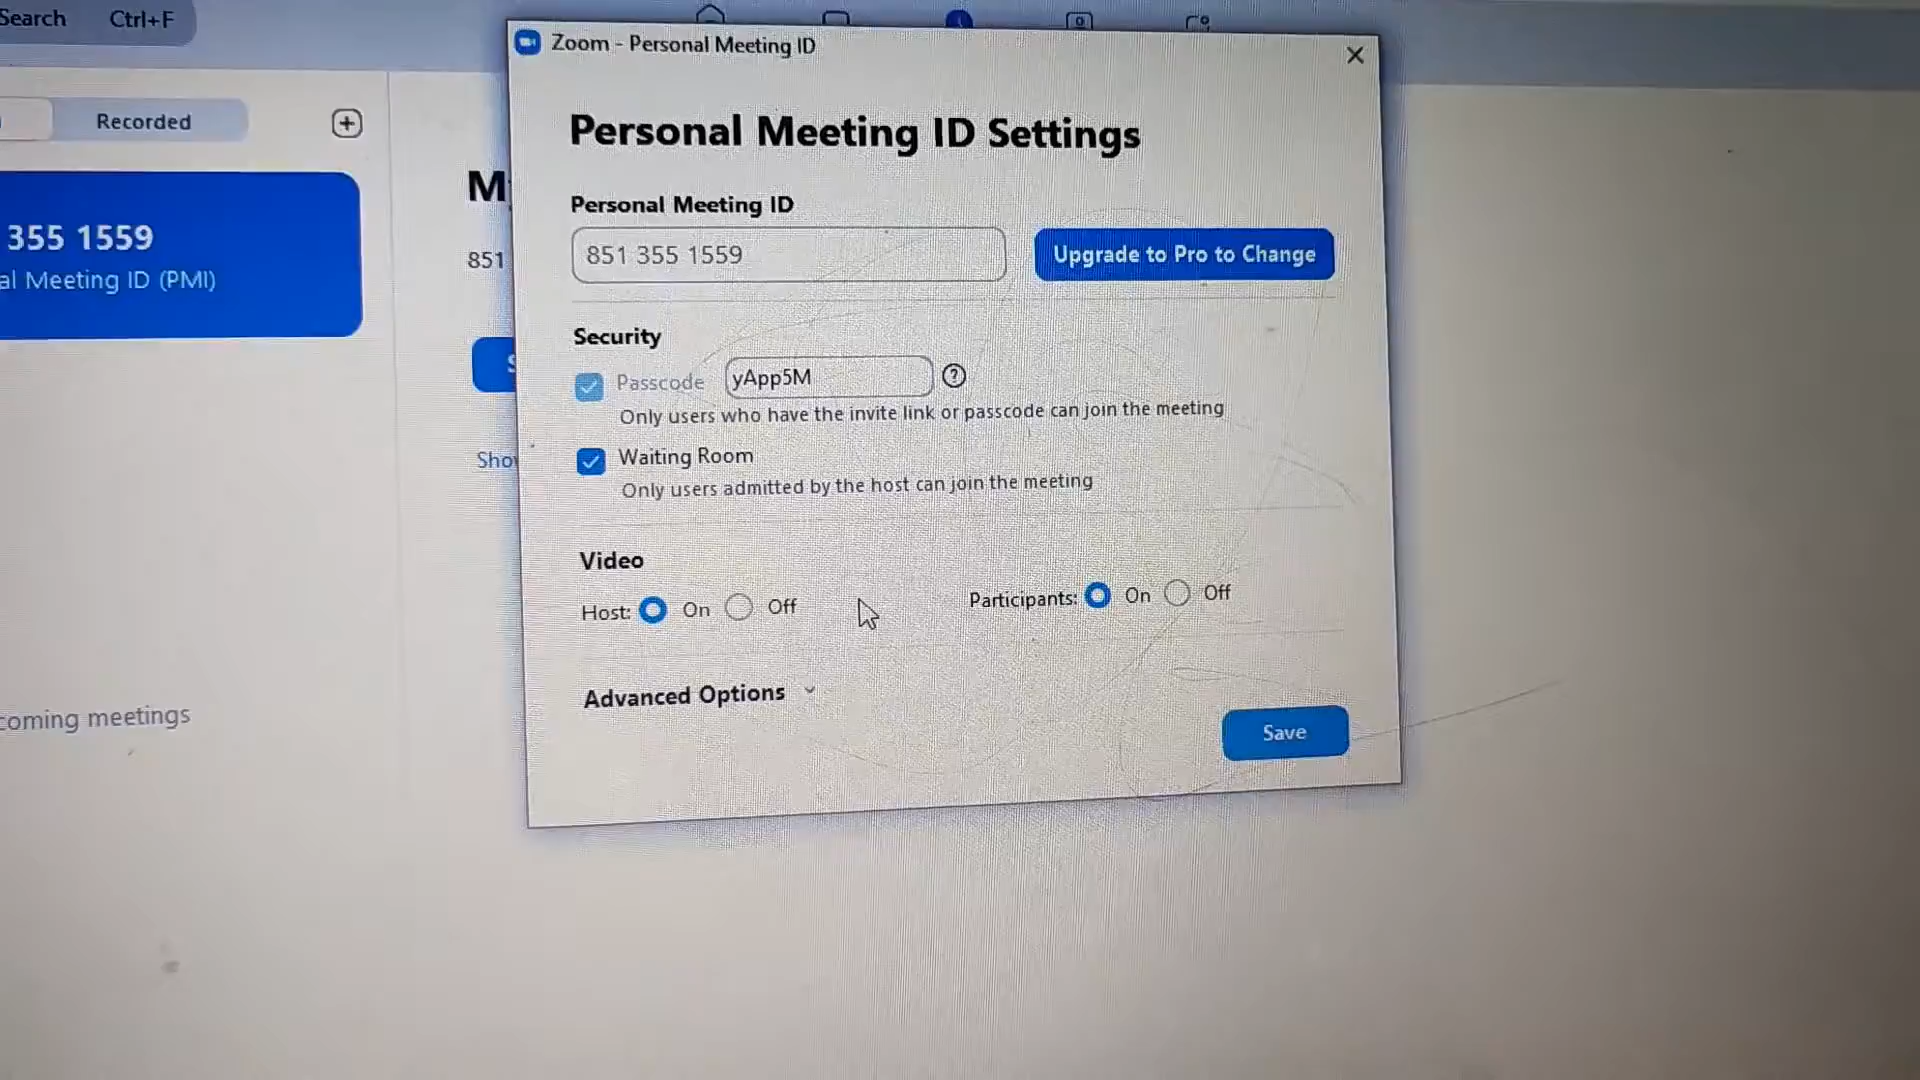 Search Ctrl+F
Zoom - Personal Meeting ID
Recorded
355 1559
al Meeting ID (PMI)
M
851
Personal Meeting ID Settings
Personal Meeting ID
851 355 1559
Upgrade to Pro to Change
Security
Passcode yApp5M
Only users who have the invite link or passcode can join the meeting
Waiting Room
Only users admitted by the host can join the meeting
Sho
Video
Host: On Off Participants: On Off
Advanced Options
Save
coming meetings